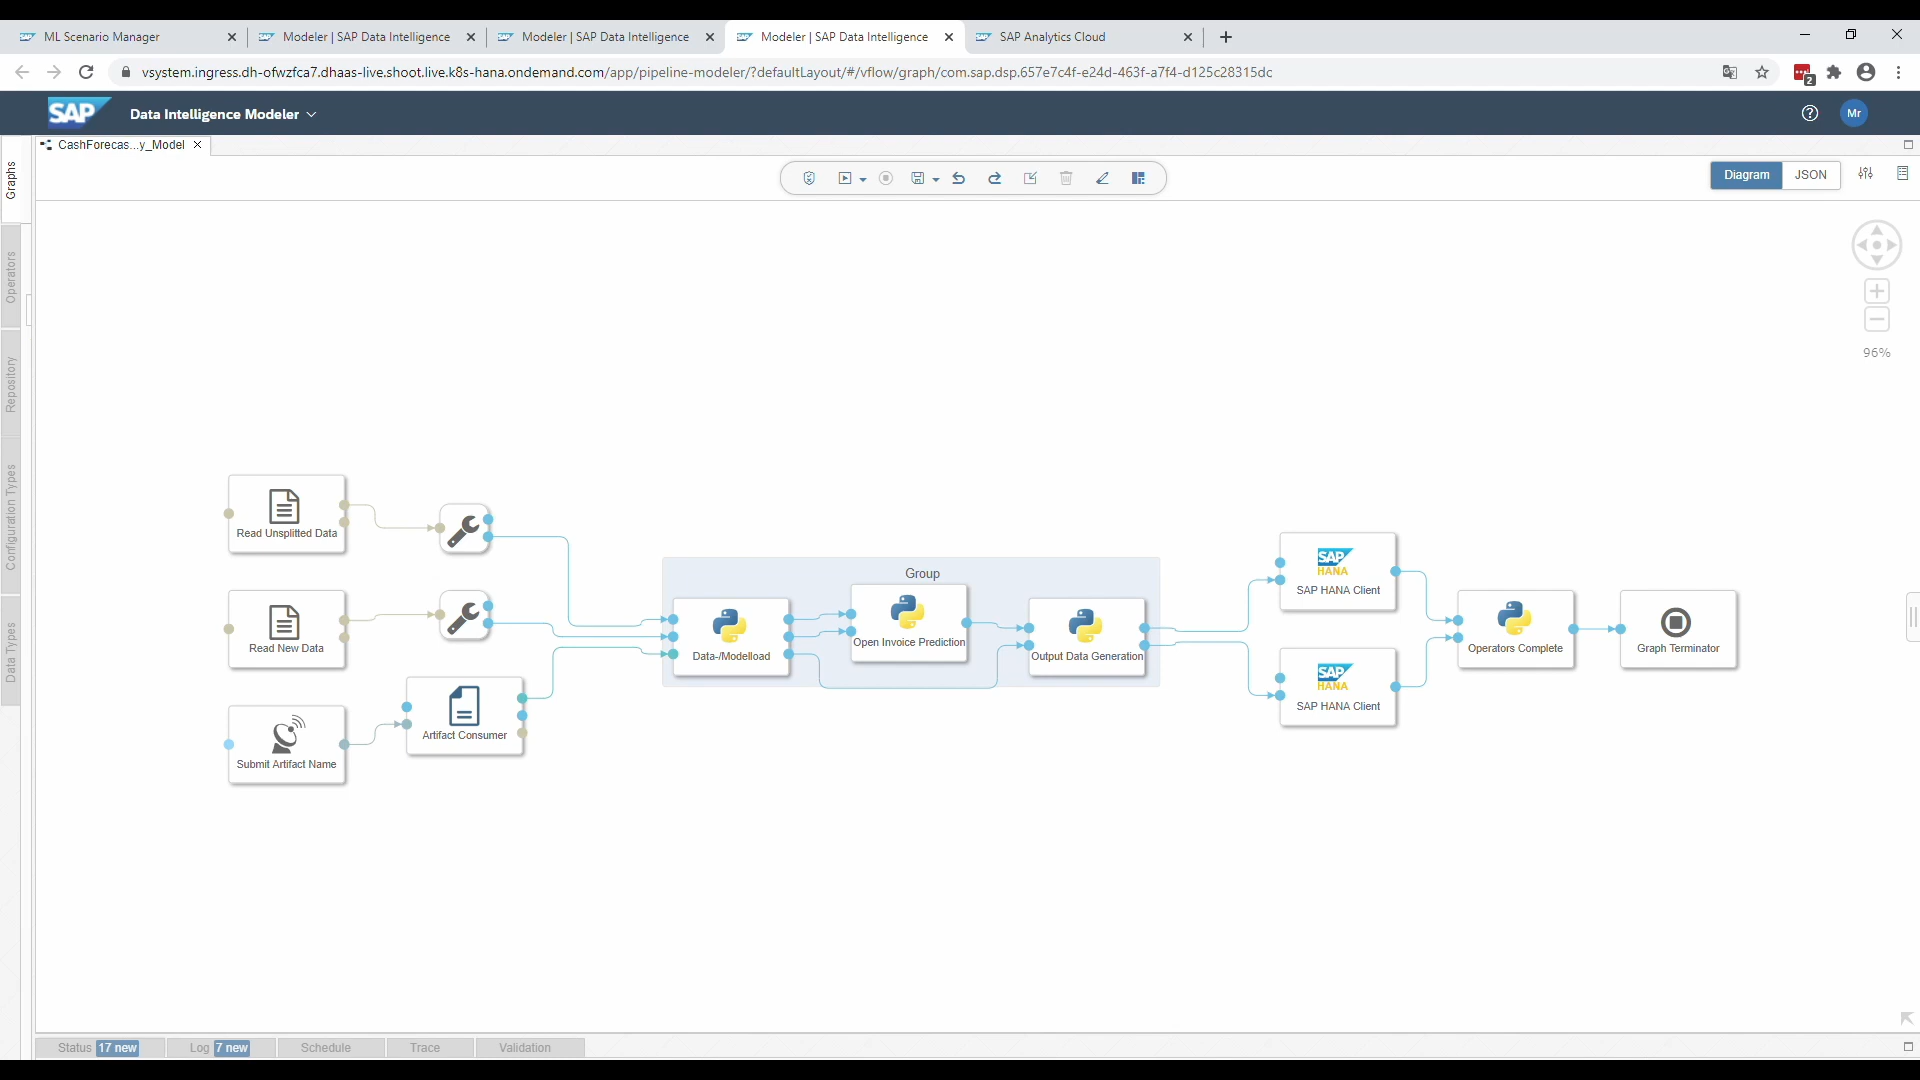 ML Scenario Manager
Modeler | SAP Data Intelligence
Modeler | SAP Data Intelligence
Modeler | SAP Data Intelligence
SAP Analytics Cloud
vsystem.ingress.dh-ofwzfca7.dhaas-live.shoot.live.k8s-hana.ondemand.com/app/pipeline-modeler/?defaultLayout/#/vflow/graph/com.sap.dsp.657e7c4f-e24d-463f-a7f4-d125c28315dc
2
SAP
Data Intelligence Modeler
Mr
CashForecas...y_Model
Graphs
Operators
Repository
Configuration Types
Data Types
Diagram
JSON
96%
Read Unsplitted Data
Read New Data
Submit Artifact Name
Artifact Consumer
Group
Data-/Modelload
Open Invoice Prediction
Output Data Generation
SAP HANA
SAP HANA Client
SAP HANA
SAP HANA Client
Operators Complete
Graph Terminator
Status 17 new
Log 7 new
Schedule
Trace
Validation